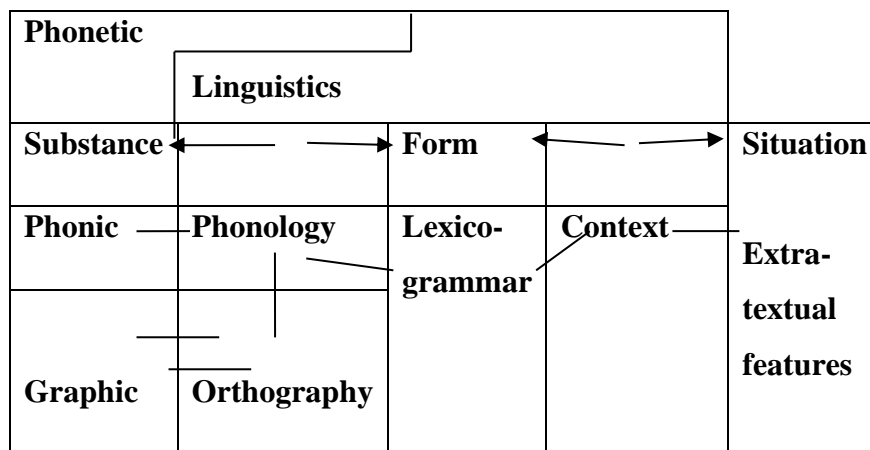 Phonetic
Linguistics
Substance Form Situation
Phonic Phonology Lexico-
grammar Context Extra-
textual
features
Graphic Orthography